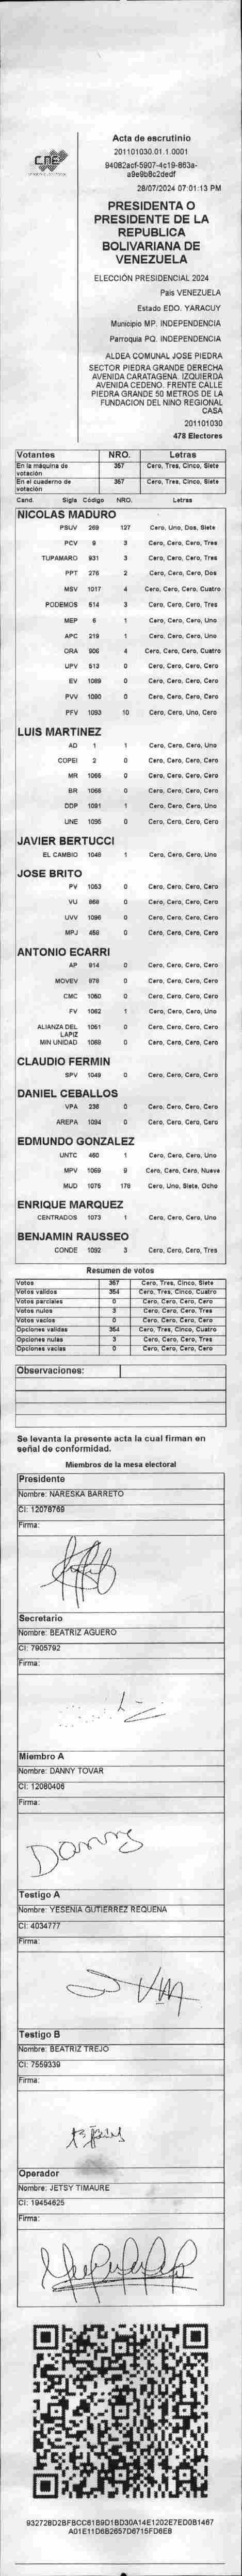 CNE
Acta de escrutinio
201101030.01.1.0001
94082acf-5907-4c19-863a-
a9e9b8c2dedf
28/07/2024 07:01:13 PM
PRESIDENTA O
PRESIDENTE DE LA
REPUBLICA
BOLIVARIANA DE
VENEZUELA
ELECCIÓN PRESIDENCIAL 2024
País VENEZUELA
Estado EDO. YARACUY
Municipio MP. INDEPENDENCIA
Parroquia PQ. INDEPENDENCIA
ALDEA COMUNAL JOSE PIEDRA
SECTOR PIEDRA GRANDE DERECHA
AVENIDA CARATAGENA. IZQUIERDA
AVENIDA CEDENO. FRENTE CALLE
PIEDRA GRANDE 50 METROS DE LA
FUNDACION DEL NINO REGIONAL
CASA
201101030
478 Electores
Votantes NRO. Letras
En la máquina de votación 357 Cero, Tres, Cinco, Siete
En el cuaderno de votación 357 Cero, Tres, Cinco, Siete
Cand. Sigla Código NRO. Letras
NICOLAS MADURO
PSUV 269 127 Cero, Uno, Dos, Siete
PCV 9 3 Cero, Cero, Cero, Tres
TUPAMARO 931 3 Cero, Cero, Cero, Tres
PPT 276 2 Cero, Cero, Cero, Dos
MSV 1017 4 Cero, Cero, Cero, Cuatro
PODEMOS 514 3 Cero, Cero, Cero, Tres
MEP 6 1 Cero, Cero, Cero, Uno
APC 219 1 Cero, Cero, Cero, Uno
ORA 906 4 Cero, Cero, Cero, Cuatro
UPV 513 0 Cero, Cero, Cero, Cero
EV 1089 0 Cero, Cero, Cero, Cero
PVV 1090 0 Cero, Cero, Cero, Cero
PFV 1093 10 Cero, Cero, Uno, Cero
LUIS MARTINEZ
AD 1 1 Cero, Cero, Cero, Uno
COPEI 2 0 Cero, Cero, Cero, Cero
MR 1065 0 Cero, Cero, Cero, Cero
BR 1066 0 Cero, Cero, Cero, Cero
DDP 1091 1 Cero, Cero, Cero, Uno
UNE 1095 0 Cero, Cero, Cero, Cero
JAVIER BERTUCCI
EL CAMBIO 1048 1 Cero, Cero, Cero, Uno
JOSE BRITO
PV 1053 0 Cero, Cero, Cero, Cero
VU 868 0 Cero, Cero, Cero, Cero
UVV 1096 0 Cero, Cero, Cero, Cero
MPJ 458 0 Cero, Cero, Cero, Cero
ANTONIO ECARRI
AP 914 0 Cero, Cero, Cero, Cero
MOVEV 978 0 Cero, Cero, Cero, Cero
CMC 1050 0 Cero, Cero, Cero, Cero
FV 1062 1 Cero, Cero, Cero, Uno
ALIANZA DEL LAPIZ 1051 0 Cero, Cero, Cero, Cero
MIN UNIDAD 1069 0 Cero, Cero, Cero, Cero
CLAUDIO FERMIN
SPV 1049 0 Cero, Cero, Cero, Cero
DANIEL CEBALLOS
VPA 238 0 Cero, Cero, Cero, Cero
AREPA 1094 0 Cero, Cero, Cero, Cero
EDMUNDO GONZALEZ
UNTC 460 1 Cero, Cero, Cero, Uno
MPV 1069 9 Cero, Cero, Cero, Nueve
MUD 1075 178 Cero, Uno, Siete, Ocho
ENRIQUE MARQUEZ
CENTRADOS 1073 1 Cero, Cero, Cero, Uno
BENJAMIN RAUSSEO
CONDE 1092 3 Cero, Cero, Cero, Tres
Resumen de votos
Votos 357 Cero, Tres, Cinco, Siete
Votos válidos 354 Cero, Tres, Cinco, Cuatro
Votos parciales 0 Cero, Cero, Cero, Cero
Votos nulos 3 Cero, Cero, Cero, Tres
Votos vacíos 0 Cero, Cero, Cero, Cero
Opciones válidas 354 Cero, Tres, Cinco, Cuatro
Opciones nulas 3 Cero, Cero, Cero, Tres
Opciones vacías 0 Cero, Cero, Cero, Cero
Observaciones:
Se levanta la presente acta la cual firman en
señal de conformidad.
Miembros de la mesa electoral
Presidente
Nombre: NARESKA BARRETO
CI: 12078769
Firma:
Secretario
Nombre: BEATRIZ AGUERO
CI: 7905792
Firma:
Miembro A
Nombre: DANNY TOVAR
CI: 12080406
Firma:
Danny
Testigo A
Nombre: YESENIA GUTIERREZ REQUENA
CI: 4034777
Firma:
Testigo B
Nombre: BEATRIZ TREJO
CI: 7559339
Firma:
Operador
Nombre: JETSY TIMAURE
CI: 19454625
Firma:
932728D2BFBCC81B9D1BD30A14E1202E7ED0B1467
A01E11D6B2657D6715FD6E8